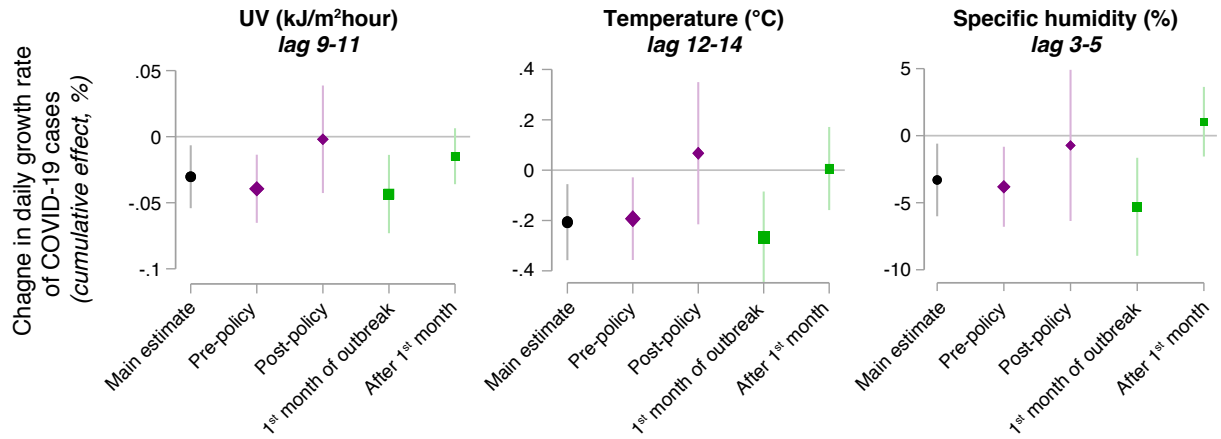 UV (kJ/m²hour)
lag 9-11
Temperature (°C)
lag 12-14
Specific humidity (%)
lag 3-5
Chagne in daily growth rate
of COVID-19 cases
(cumulative effect, %)
.05
0
-.05
-.1
Main estimate
Pre-policy
Post-policy
1st month of outbreak
After 1st month
.4
.2
0
-.2
-.4
Main estimate
Pre-policy
Post-policy
1st month of outbreak
After 1st month
5
0
-5
-10
Main estimate
Pre-policy
Post-policy
1st month of outbreak
After 1st month